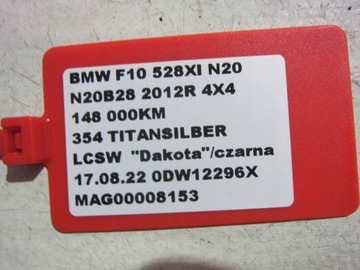 BMW F10 528XI N20
N20B28 2012R 4X4
148 000KM
354 TITANSILBER
LCSW "Dakota"/czarna
17.08.22 0DW12296X
MAG00008153